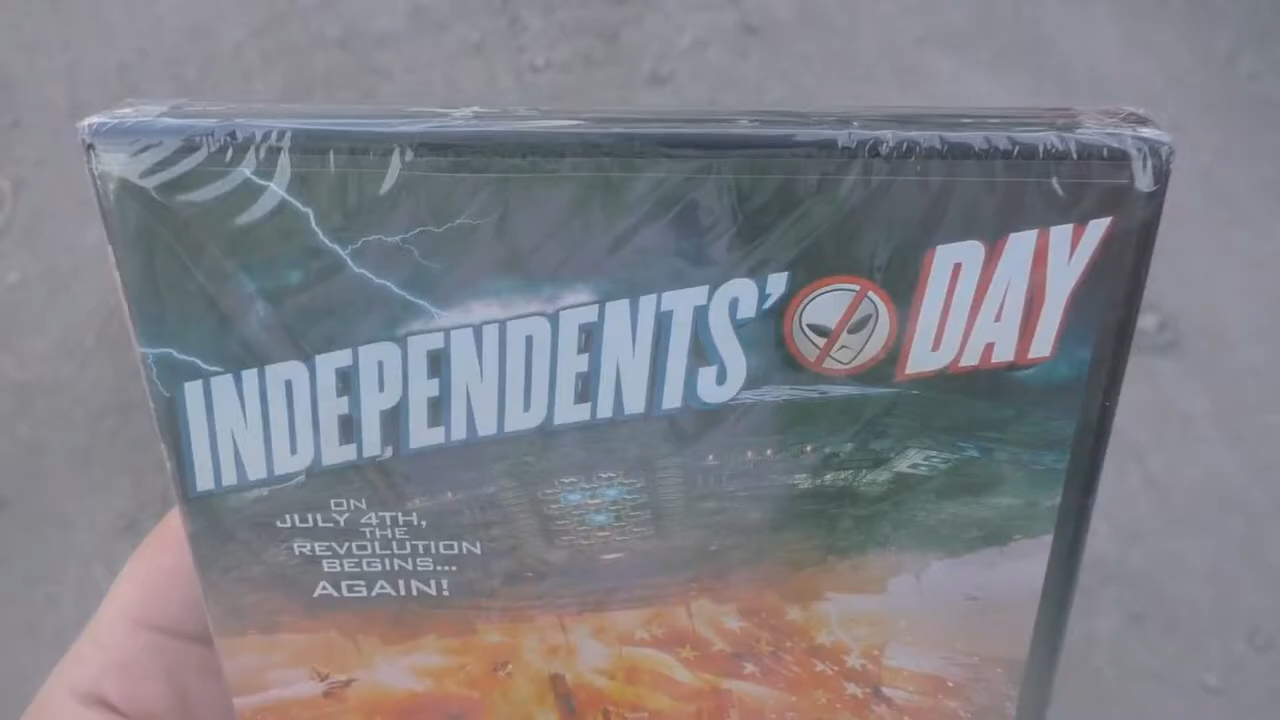 INDEPENDENTS' DAY
ON
JULY 4TH,
THE
REVOLUTION
BEGINS...
AGAIN!